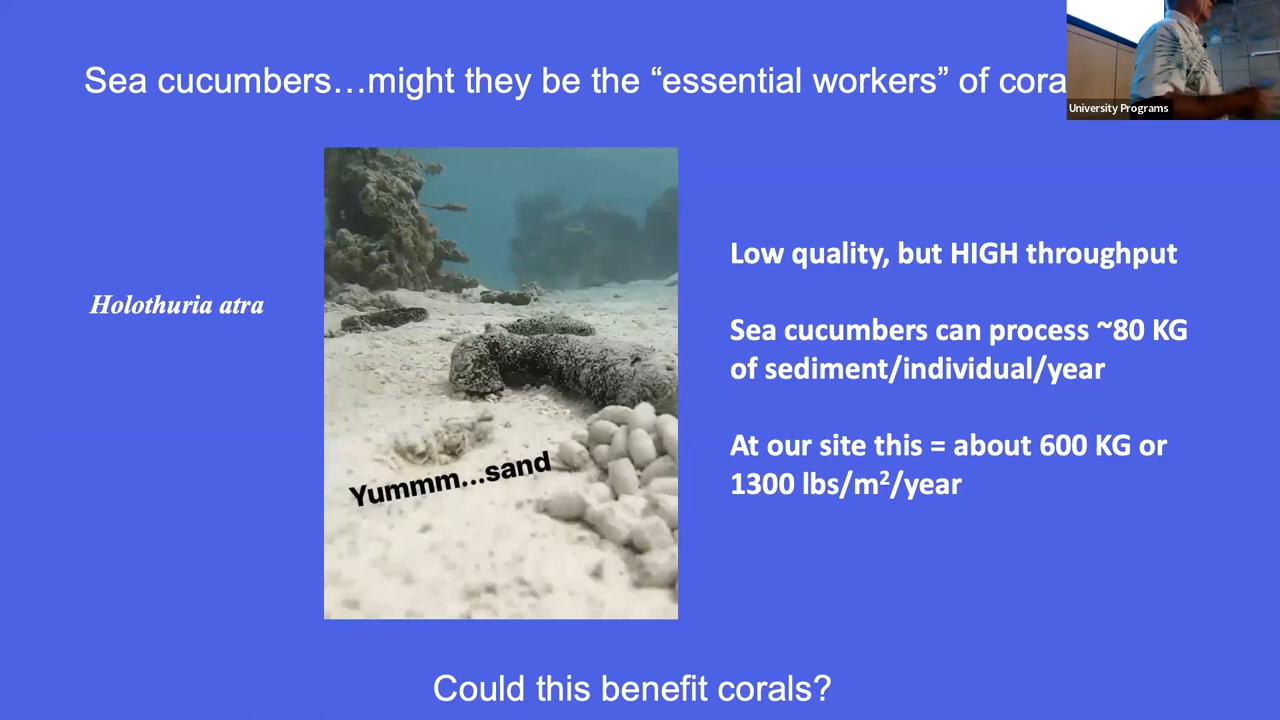 Sea cucumbers…might they be the “essential workers” of cora
University Programs
Holothuria atra
Low quality, but HIGH throughput
Sea cucumbers can process ~80 KG
of sediment/individual/year
At our site this = about 600 KG or
1300 lbs/m²/year
Yummm...sand
Could this benefit corals?